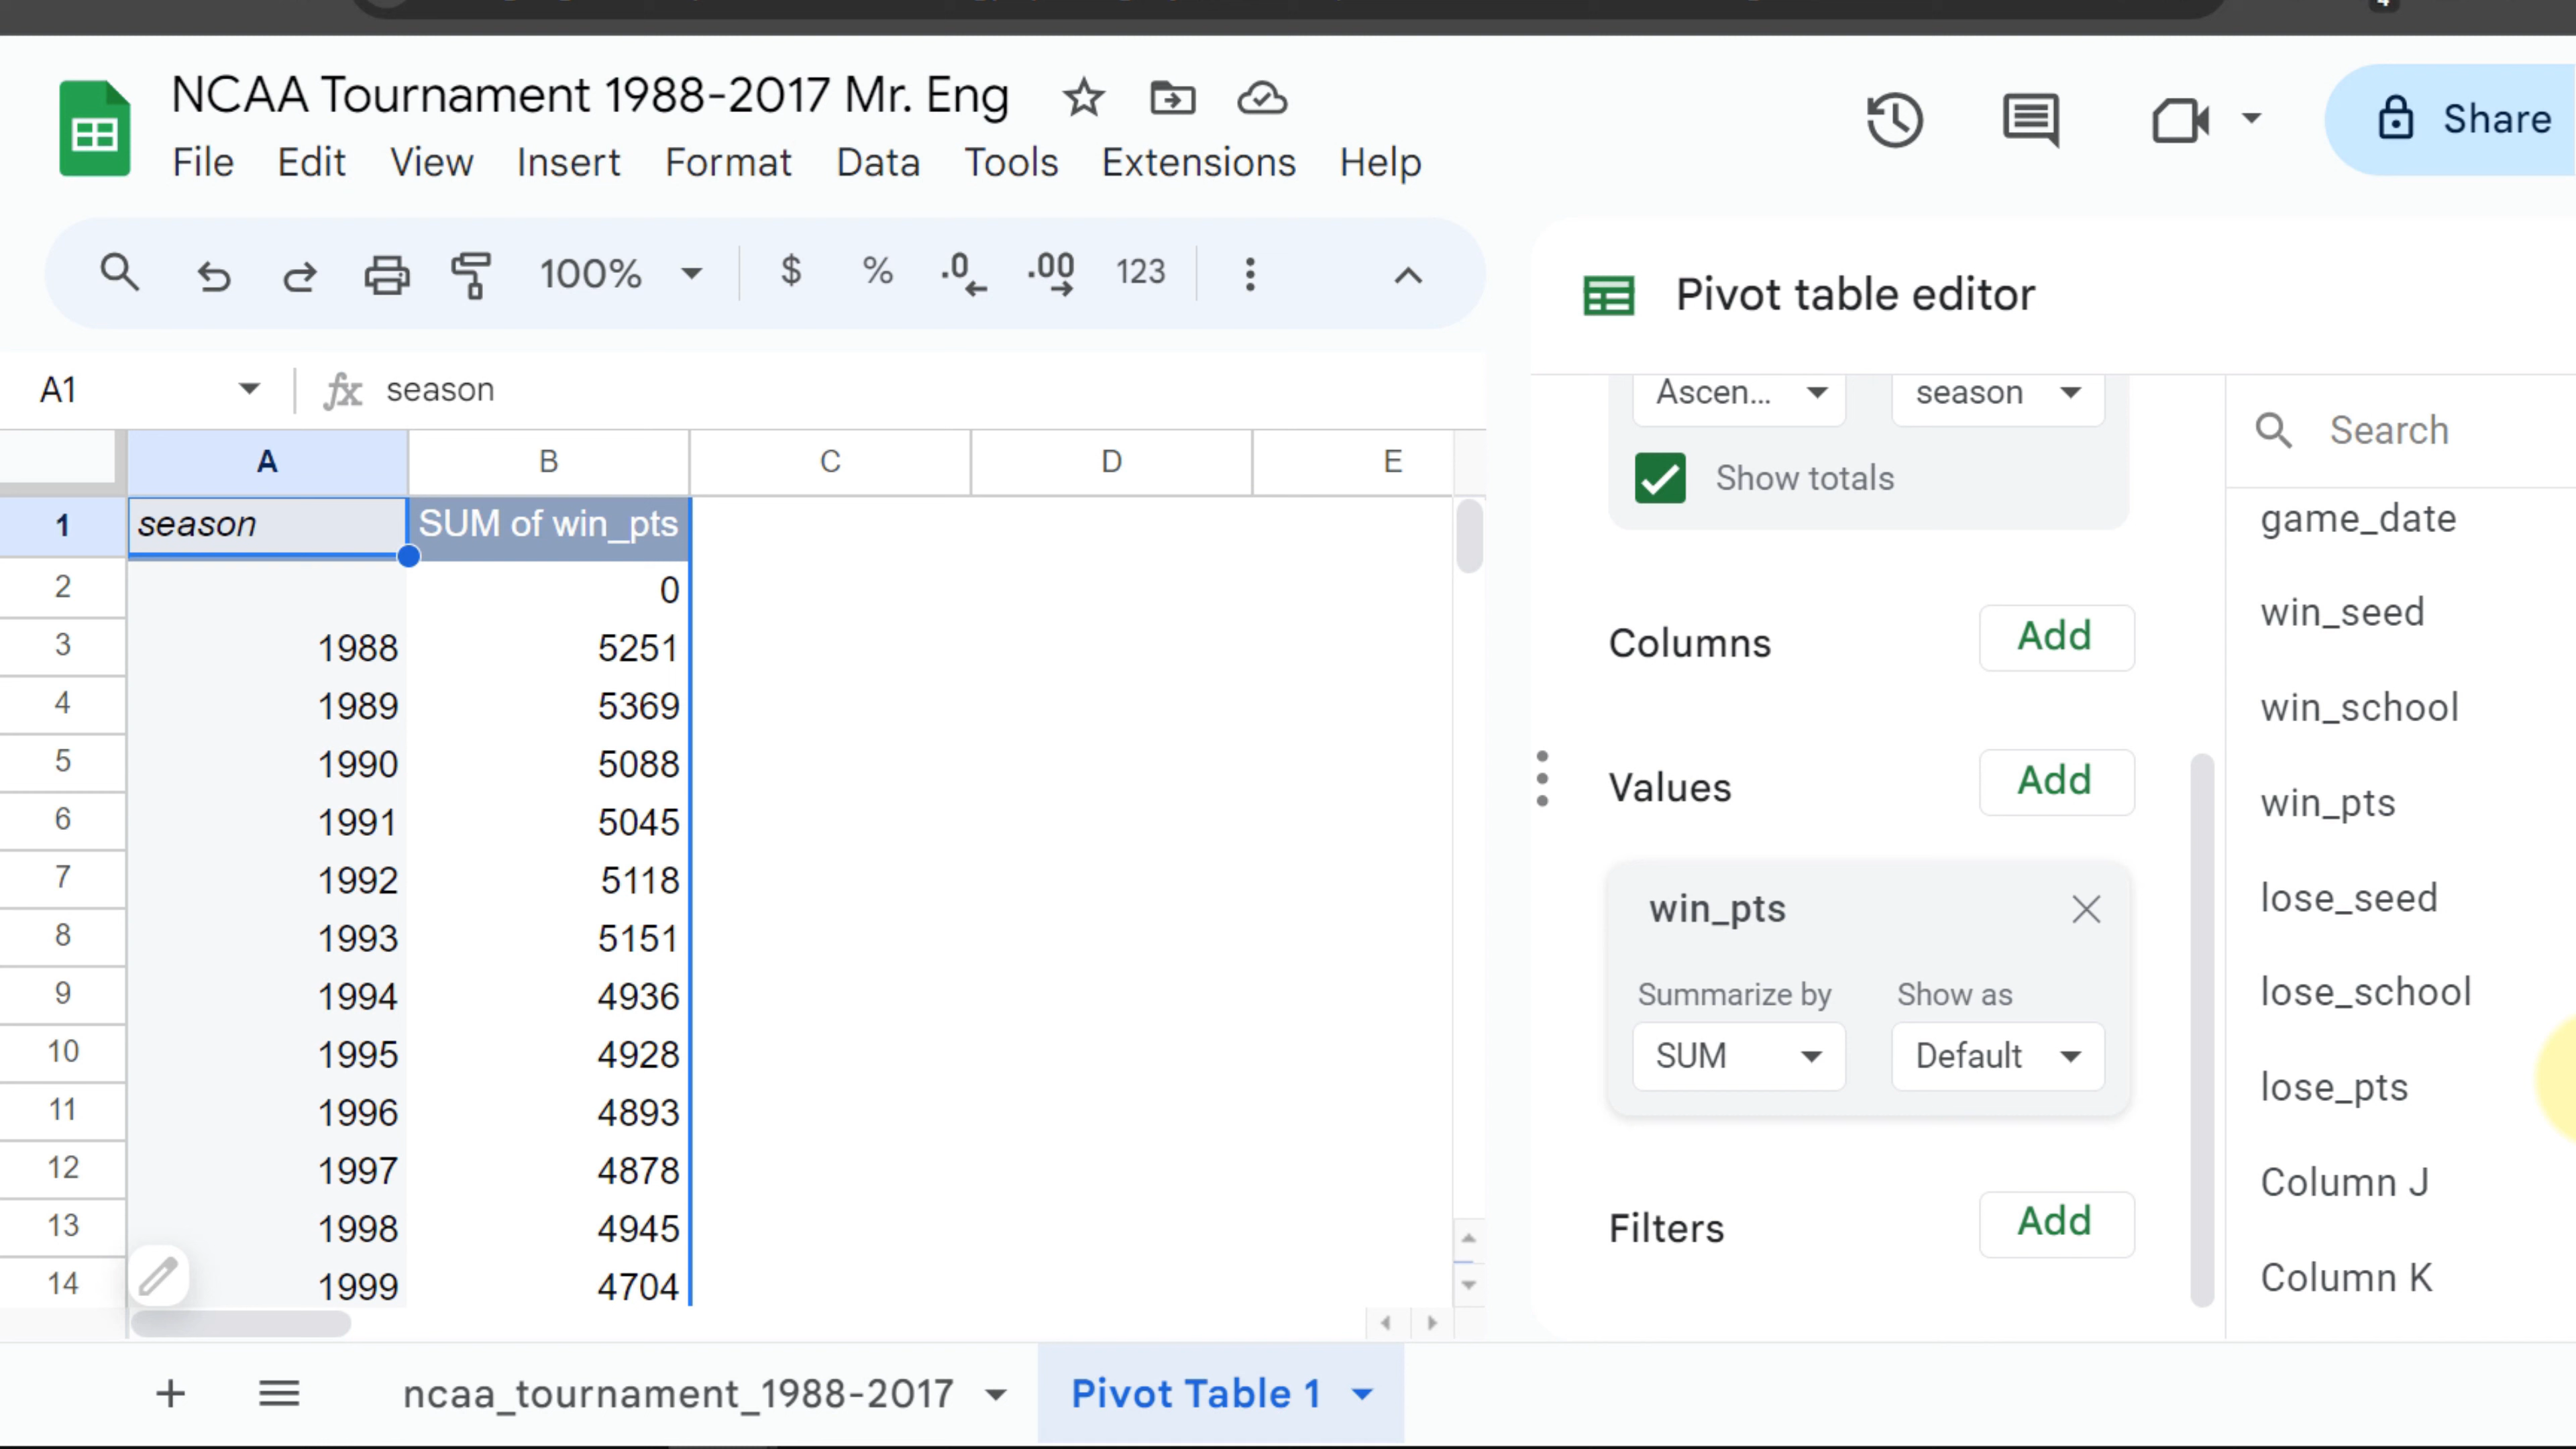 NCAA Tournament 1988-2017 Mr. Eng
File Edit View Insert Format Data Tools Extensions Help
Share
100% $ % .0 .00 123
Pivot table editor
A1 fx season
Ascen... season
Search
Show totals
A B C D E
1 season SUM of win_pts
2 0
3 1988 5251
4 1989 5369
5 1990 5088
6 1991 5045
7 1992 5118
8 1993 5151
9 1994 4936
10 1995 4928
11 1996 4893
12 1997 4878
13 1998 4945
14 1999 4704
Columns Add
Values Add
win_pts
Summarize by Show as
SUM Default
Filters Add
game_date
win_seed
win_school
win_pts
lose_seed
lose_school
lose_pts
Column J
Column K
ncaa_tournament_1988-2017 Pivot Table 1